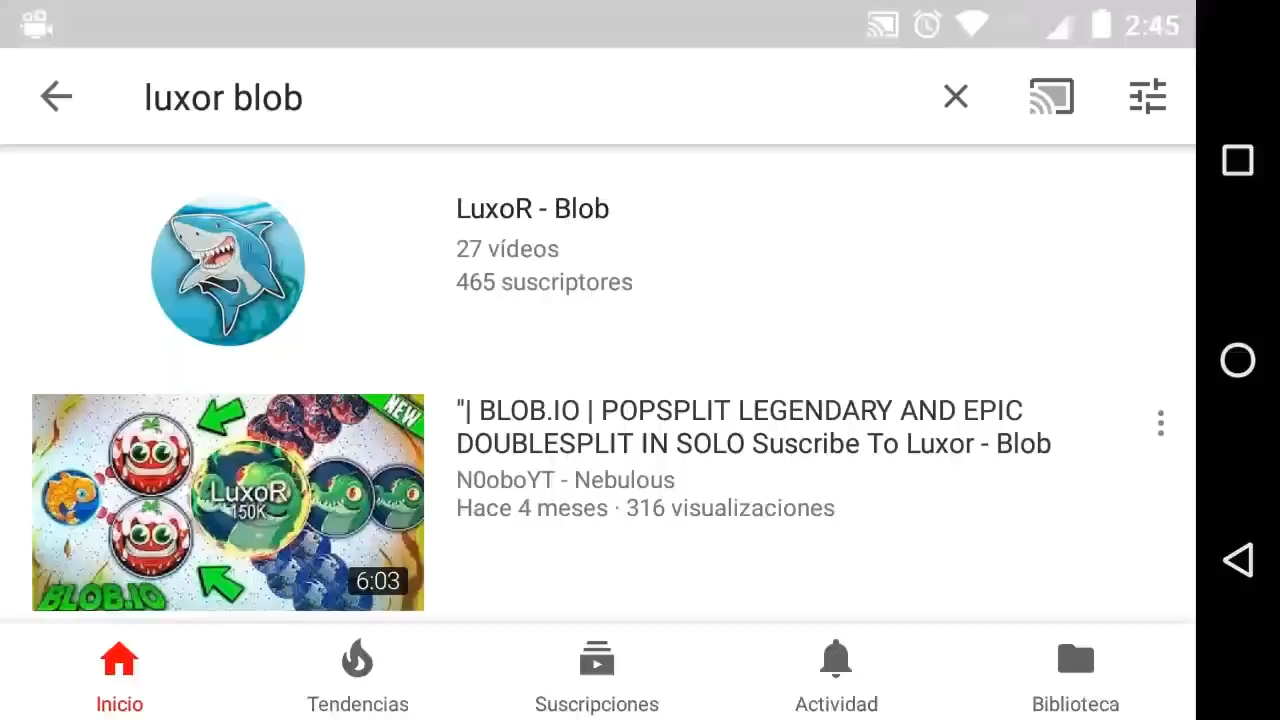 2:45
luxor blob
LuxoR - Blob
27 vídeos
465 suscriptores
NEW
LuxoR
150K
6:03
BLOB.IO
"| BLOB.IO | POPSPLIT LEGENDARY AND EPIC
DOUBLESPLIT IN SOLO Suscribe To Luxor - Blob
N0oboYT - Nebulous
Hace 4 meses · 316 visualizaciones
Inicio
Tendencias
Suscripciones
Actividad
Biblioteca